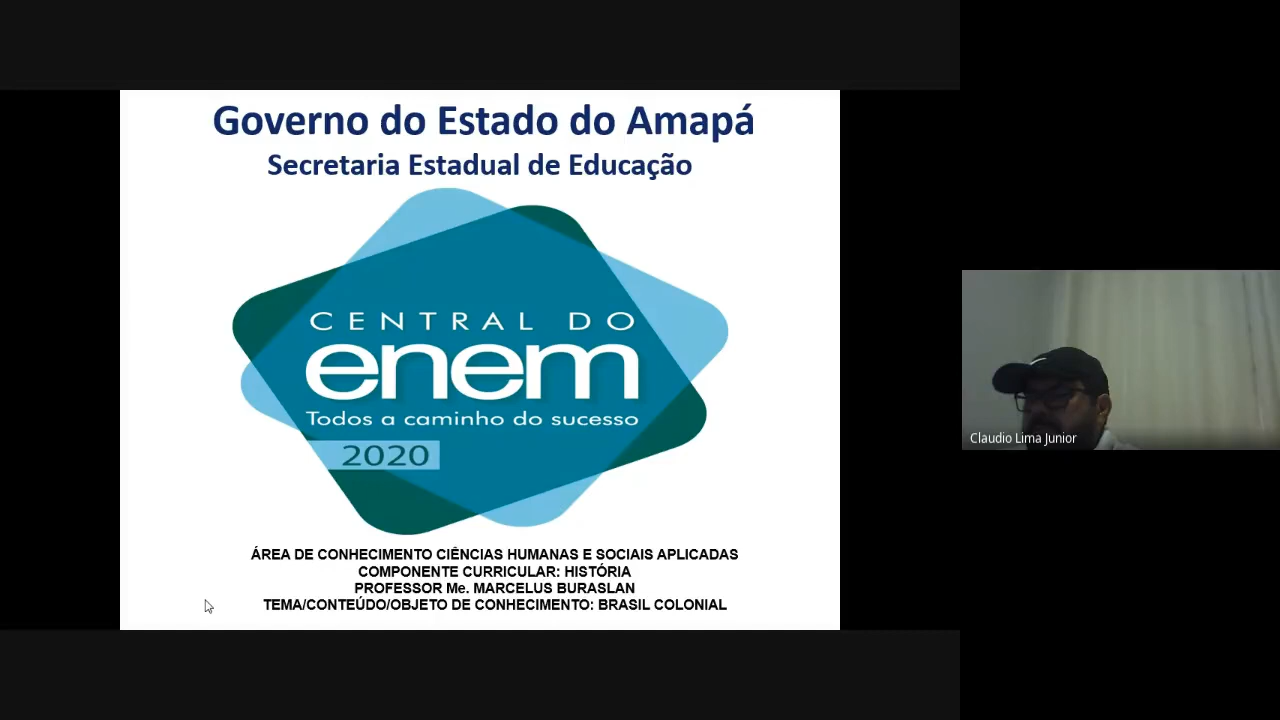 Governo do Estado do Amapá
Secretaria Estadual de Educação
CENTRAL DO
enem
Todos a caminho do sucesso
2020
ÁREA DE CONHECIMENTO CIÊNCIAS HUMANAS E SOCIAIS APLICADAS
COMPONENTE CURRICULAR: HISTÓRIA
PROFESSOR Me. MARCELUS BURASLAN
TEMA/CONTEÚDO/OBJETO DE CONHECIMENTO: BRASIL COLONIAL
Claudio Lima Junior